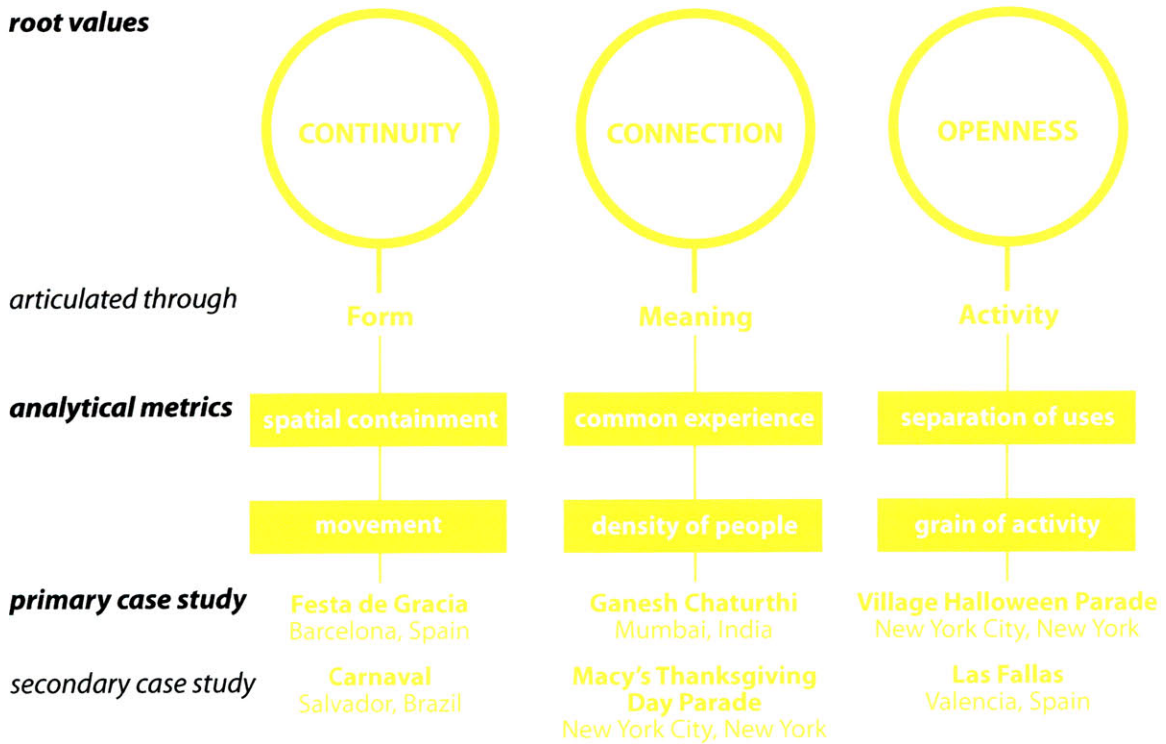 root values
CONTINUITY CONNECTION OPENNESS
articulated through
Form Meaning Activity
analytical metrics
spatial containment common experience separation of uses
movement density of people grain of activity
primary case study
Festa de Gracia Ganesh Chaturthi Village Halloween Parade
Barcelona, Spain Mumbai, India New York City, New York
secondary case study
Carnaval Macy's Thanksgiving Las Fallas
Salvador, Brazil Day Parade Valencia, Spain
New York City, New York